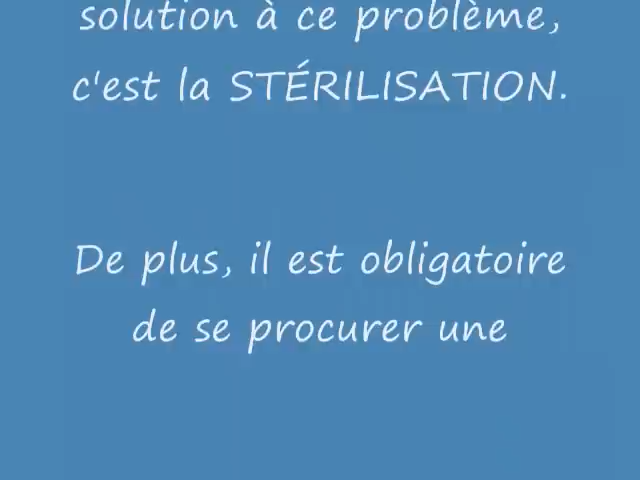 solution à ce problème,
c'est la STÉRILISATION.
De plus, il est obligatoire
de se procurer une